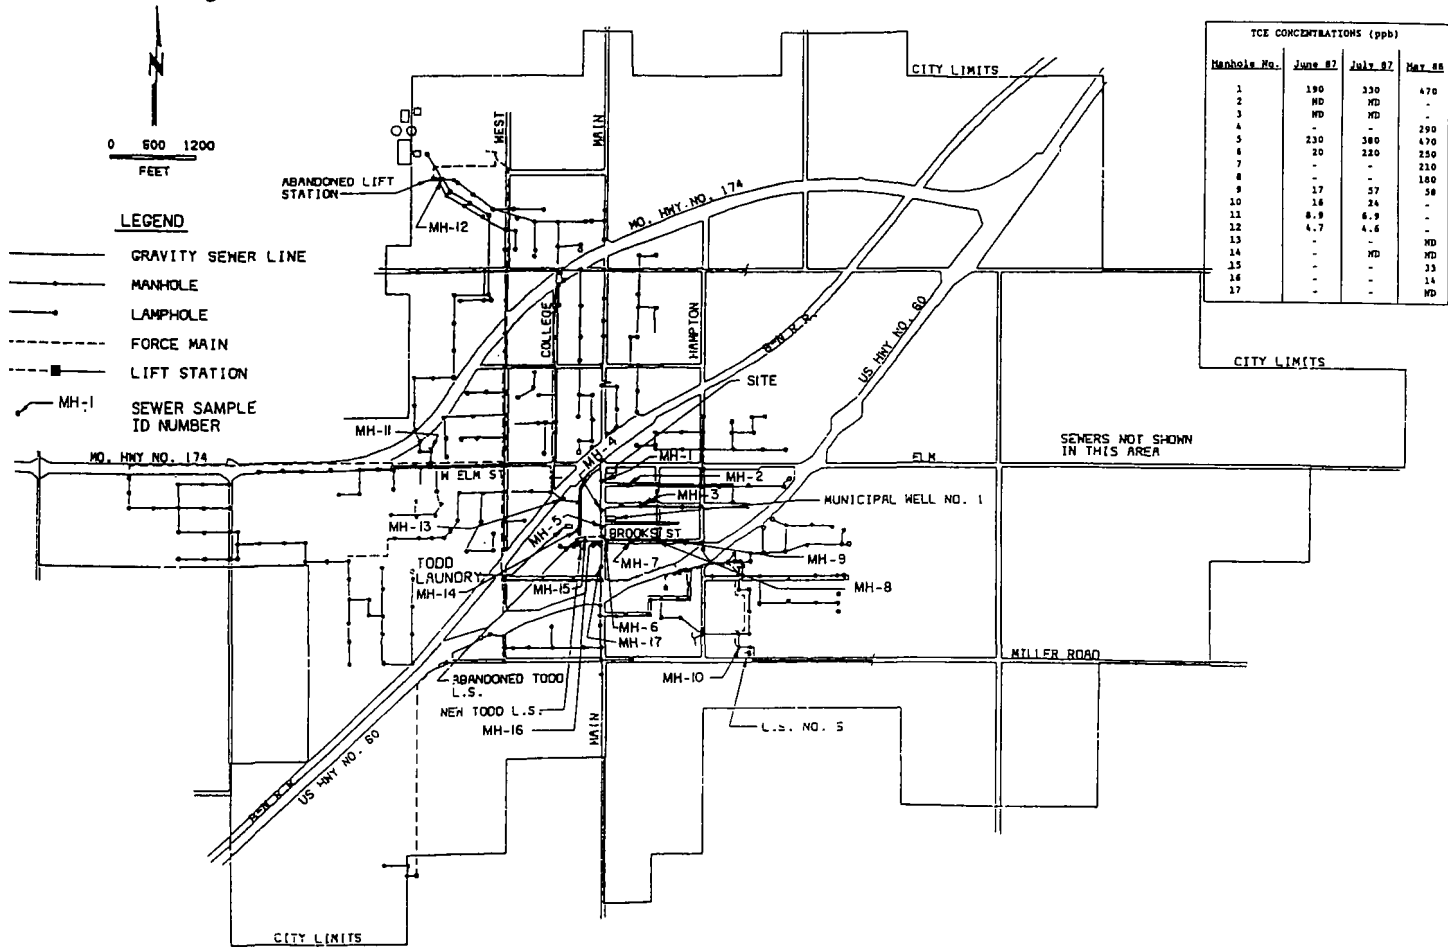 N
0 600 1200
FEET
LEGEND
GRAVITY SEWER LINE
MANHOLE
LAMPHOLE
FORCE MAIN
LIFT STATION
MH-1
SEWER SAMPLE
ID NUMBER
TCE CONCENTRATIONS (ppb)
Manhole No. June 87 July 87 May 88
1 190 330 470
2 ND ND -
3 ND ND -
4 - - 290
5 230 380 470
6 20 220 250
7 - - 210
8 - - 180
9 17 57 58
10 16 24 -
11 8.9 6.9 -
12 4.7 4.6 -
13 - - ND
14 - ND ND
15 - - 33
16 - - 14
17 - - ND
CITY LIMITS
WEST
MAIN
ABANDONED LIFT
STATION
MH-12
MO. HWY NO. 174
COLLEGE
HAMPTON
B-N R.R.
US HWY NO. 60
CITY LIMITS
SITE
MH-11
MH-4
SEWERS NOT SHOWN
IN THIS AREA
MO. HWY NO. 174
W ELM ST
MH-1
ELM
MH-2
MH-3
MUNICIPAL WELL NO. 1
MH-13
MH-5
BROOKS ST
TODD
LAUNDRY
MH-7
MH-9
MH-14
MH-15
MH-8
MH-6
MH-17
MILLER ROAD
ABANDONED TODD
L.S.
MH-10
NEW TODD L.S.
MH-16
MAIN
L.S. NO. 5
B-N R R
US HWY NO. 60
CITY LIMITS